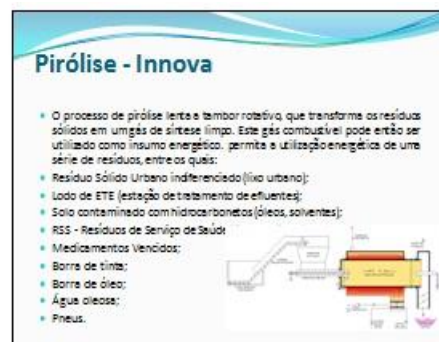 Pirólise - Innova
O processo de pirólise lenta a tambor rotativo, que transforma os resíduos
sólidos em um gás de síntese limpo. Este gás combustível pode então ser
utilizado como insumo energético. permita a utilização energética de uma
série de resíduos, entre os quais:
Resíduo Sólido Urbano indiferenciado (lixo urbano);
Lodo de ETE (estação de tratamento de efluentes);
Solo contaminado com hidrocarbonetos (óleos, solventes);
RSS - Resíduos de Serviço de Saúde
Medicamentos Vencidos;
Borra de tinta;
Borra de óleo;
Água oleosa;
Pneus.